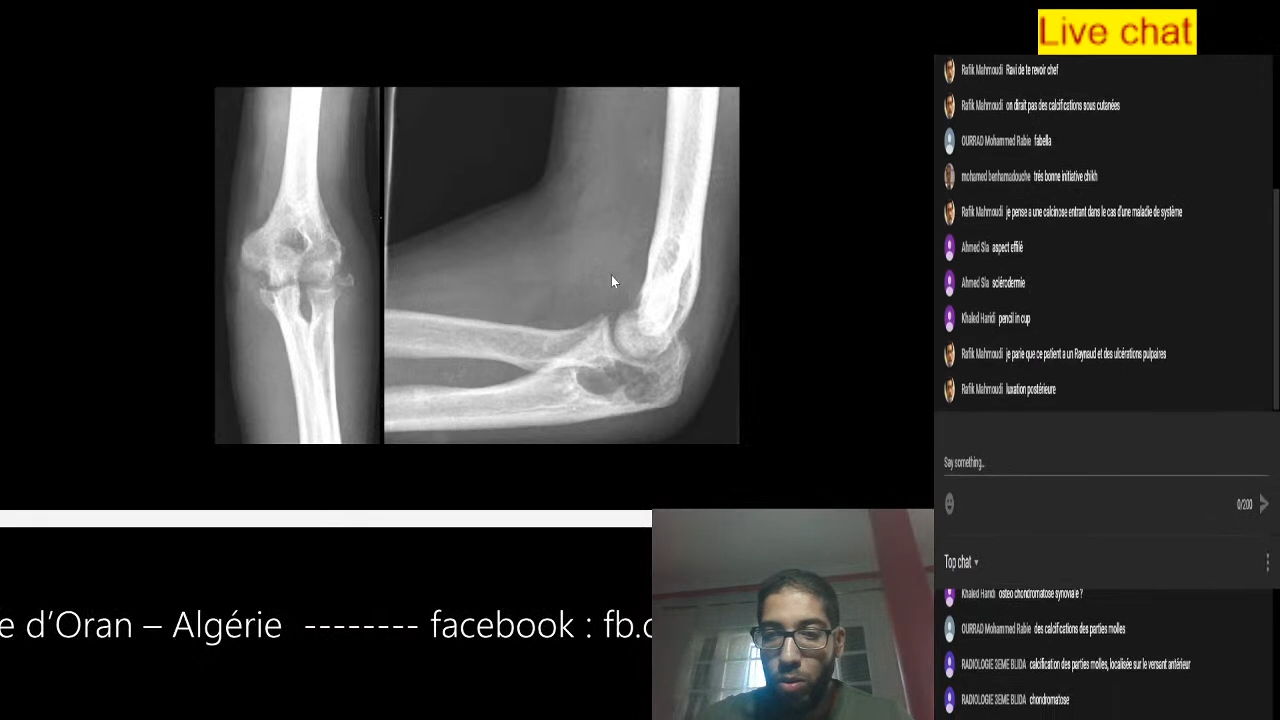 Live chat
Rafik Mahmoudi Ravi de te revoir chef
Rafik Mahmoudi on dirait pas des calcifications sous cutanées
OURRAD Mohammed Rabie fabella
mohamed benhamadouche très bonne initiative chikh
Rafik Mahmoudi je pense a une calcinose entrant dans le cas d'une maladie de système
Ahmed Sla aspect effilé
Ahmed Sla sclérodermie
Khaled Haridi pencil in cup
Rafik Mahmoudi je parie que ce patient a un Raynaud et des ulcérations pulpaires
Rafik Mahmoudi luxation postérieure
Say something...
0/200
Top chat
Khaled Haridi osteo chondromatose synoviale ?
OURRAD Mohammed Rabie des calcifications des parties molles
RADIOLOGIE 3EME BLIDA calcification des parties molles, localisée sur le versant antérieur
RADIOLOGIE 3EME BLIDA chondromatose
e d'Oran – Algérie -------- facebook : fb.c